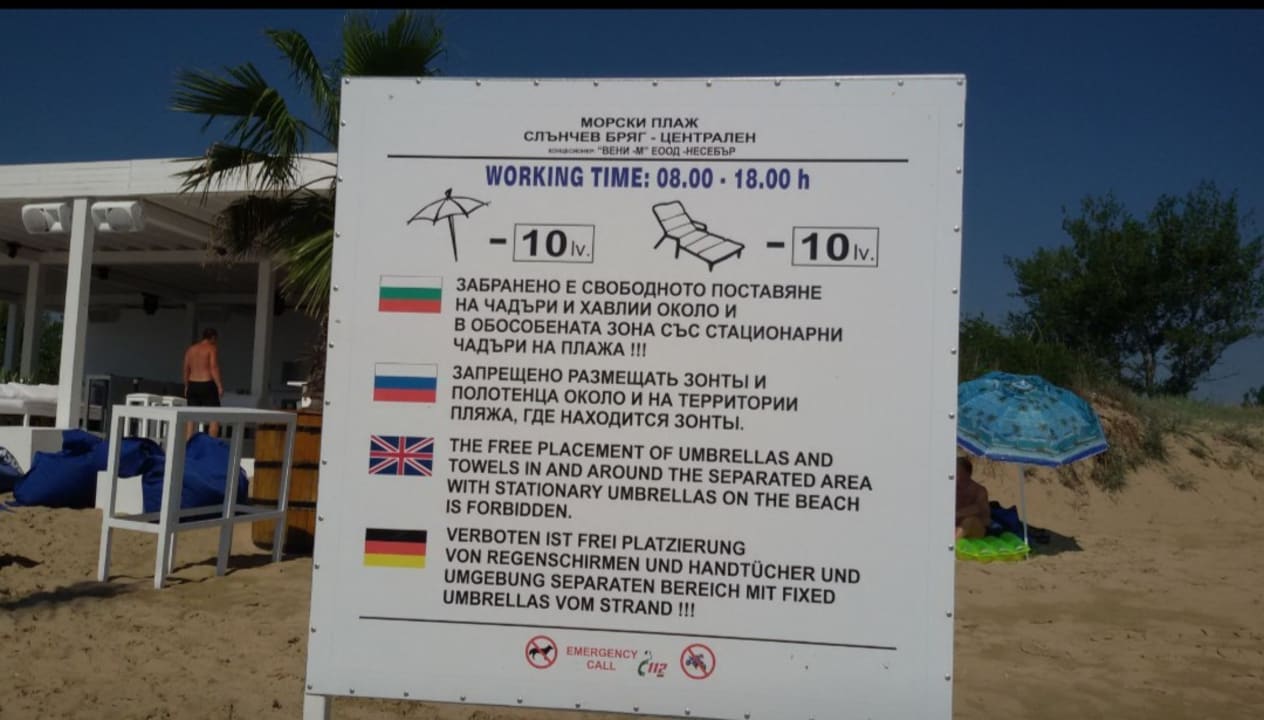 МОРСКИ ПЛАЖ
СЛЪНЧЕВ БРЯГ - ЦЕНТРАЛЕН
КОНЦЕСИОНЕР: "ВЕНИ -М" ЕООД -НЕСЕБЪР
WORKING TIME: 08.00 - 18.00 h
- 10 lv. - 10 lv.
ЗАБРАНЕНО Е СВОБОДНОТО ПОСТАВЯНЕ
НА ЧАДЪРИ И ХАВЛИИ ОКОЛО И
В ОБОСОБЕНАТА ЗОНА СЪС СТАЦИОНАРНИ
ЧАДЪРИ НА ПЛАЖА !!!
ЗАПРЕЩЕНО РАЗМЕЩАТЬ ЗОНТЫ И
ПОЛОТЕНЦА ОКОЛО И НА ТЕРРИТОРИИ
ПЛЯЖА, ГДЕ НАХОДИТСЯ ЗОНТЫ.
THE FREE PLACEMENT OF UMBRELLAS AND
TOWELS IN AND AROUND THE SEPARATED AREA
WITH STATIONARY UMBRELLAS ON THE BEACH
IS FORBIDDEN.
VERBOTEN IST FREI PLATZIERUNG
VON REGENSCHIRMEN UND HANDTÜCHER UND
UMGEBUNG SEPARATEN BEREICH MIT FIXED
UMBRELLAS VOM STRAND !!!
EMERGENCY
CALL 112